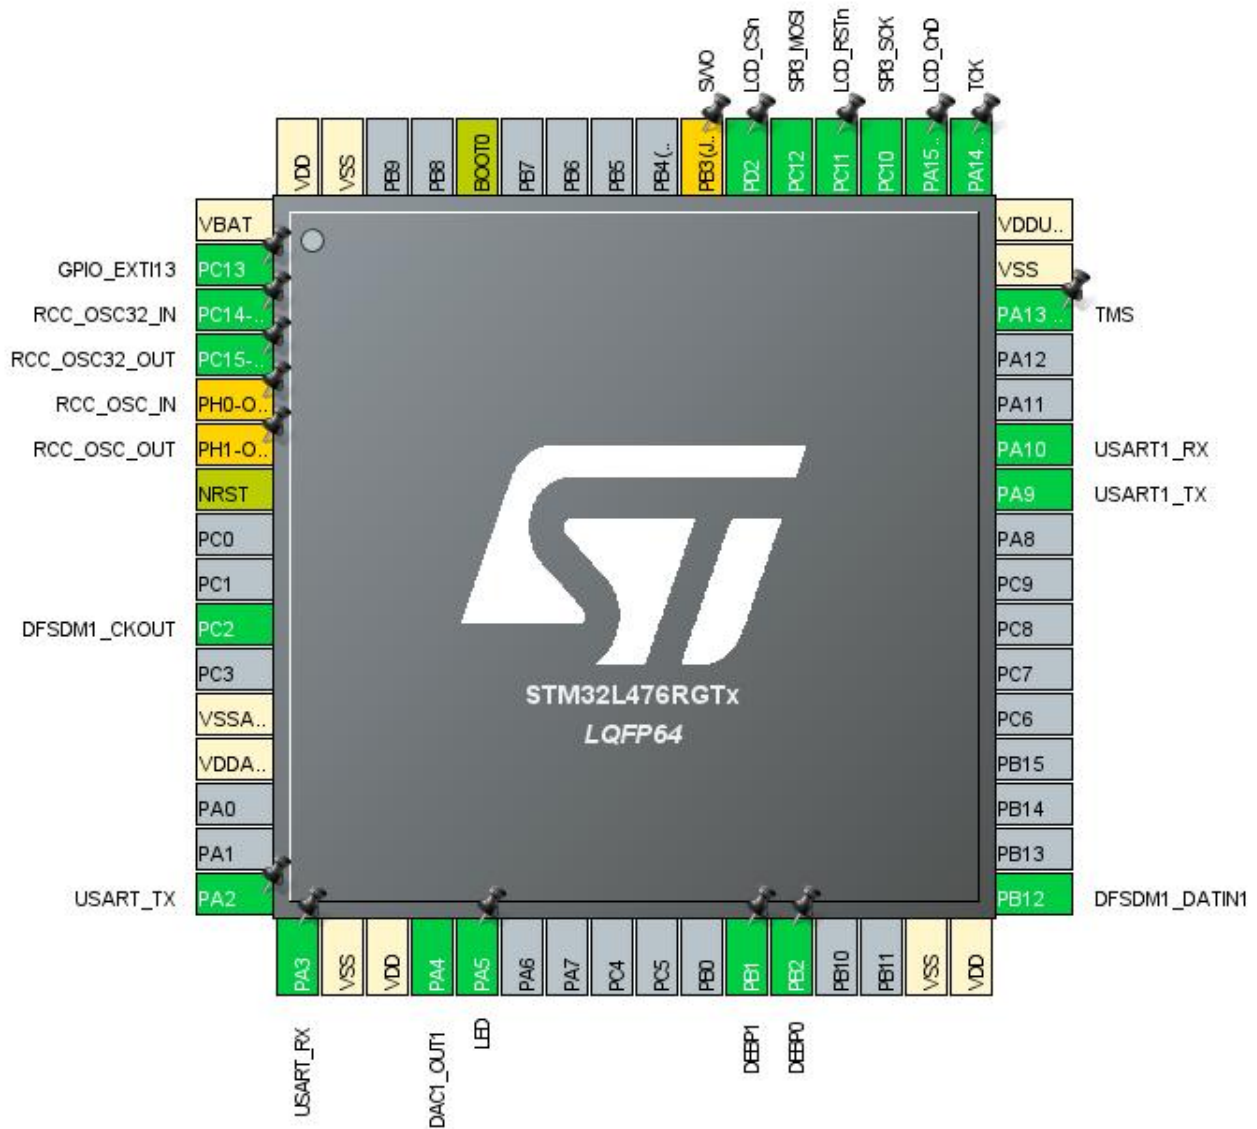 SWO
LCD_CSn
SPI3_MOSI
LCD_RSTn
SPI3_SCK
LCD_CnD
TCK
VDD
VSS
PB9
PB8
BOOT0
PB7
PB6
PB5
PB4 (..
PB3 (J..
PD2
PC12
PC11
PC10
PA15 ..
PA14 ..
VBAT
GPIO_EXTI13 PC13
RCC_OSC32_IN PC14-..
RCC_OSC32_OUT PC15-..
RCC_OSC_IN PH0-O..
RCC_OSC_OUT PH1-O..
NRST
PC0
PC1
DFSDM1_CKOUT PC2
PC3
VSSA..
VDDA..
PA0
PA1
USART_TX PA2
VDDU..
VSS
PA13 .. TMS
PA12
PA11
PA10 USART1_RX
PA9 USART1_TX
PA8
PC9
PC8
PC7
PC6
PB15
PB14
PB13
PB12 DFSDM1_DATIN1
ST
STM32L476RGTx
LQFP64
PA3
VSS
VDD
PA4
PA5
PA6
PA7
PC4
PC5
PB0
PB1
PB2
PB10
PB11
VSS
VDD
USART_RX
DAC1_OUT1
LED
DEBP1
DEBP0